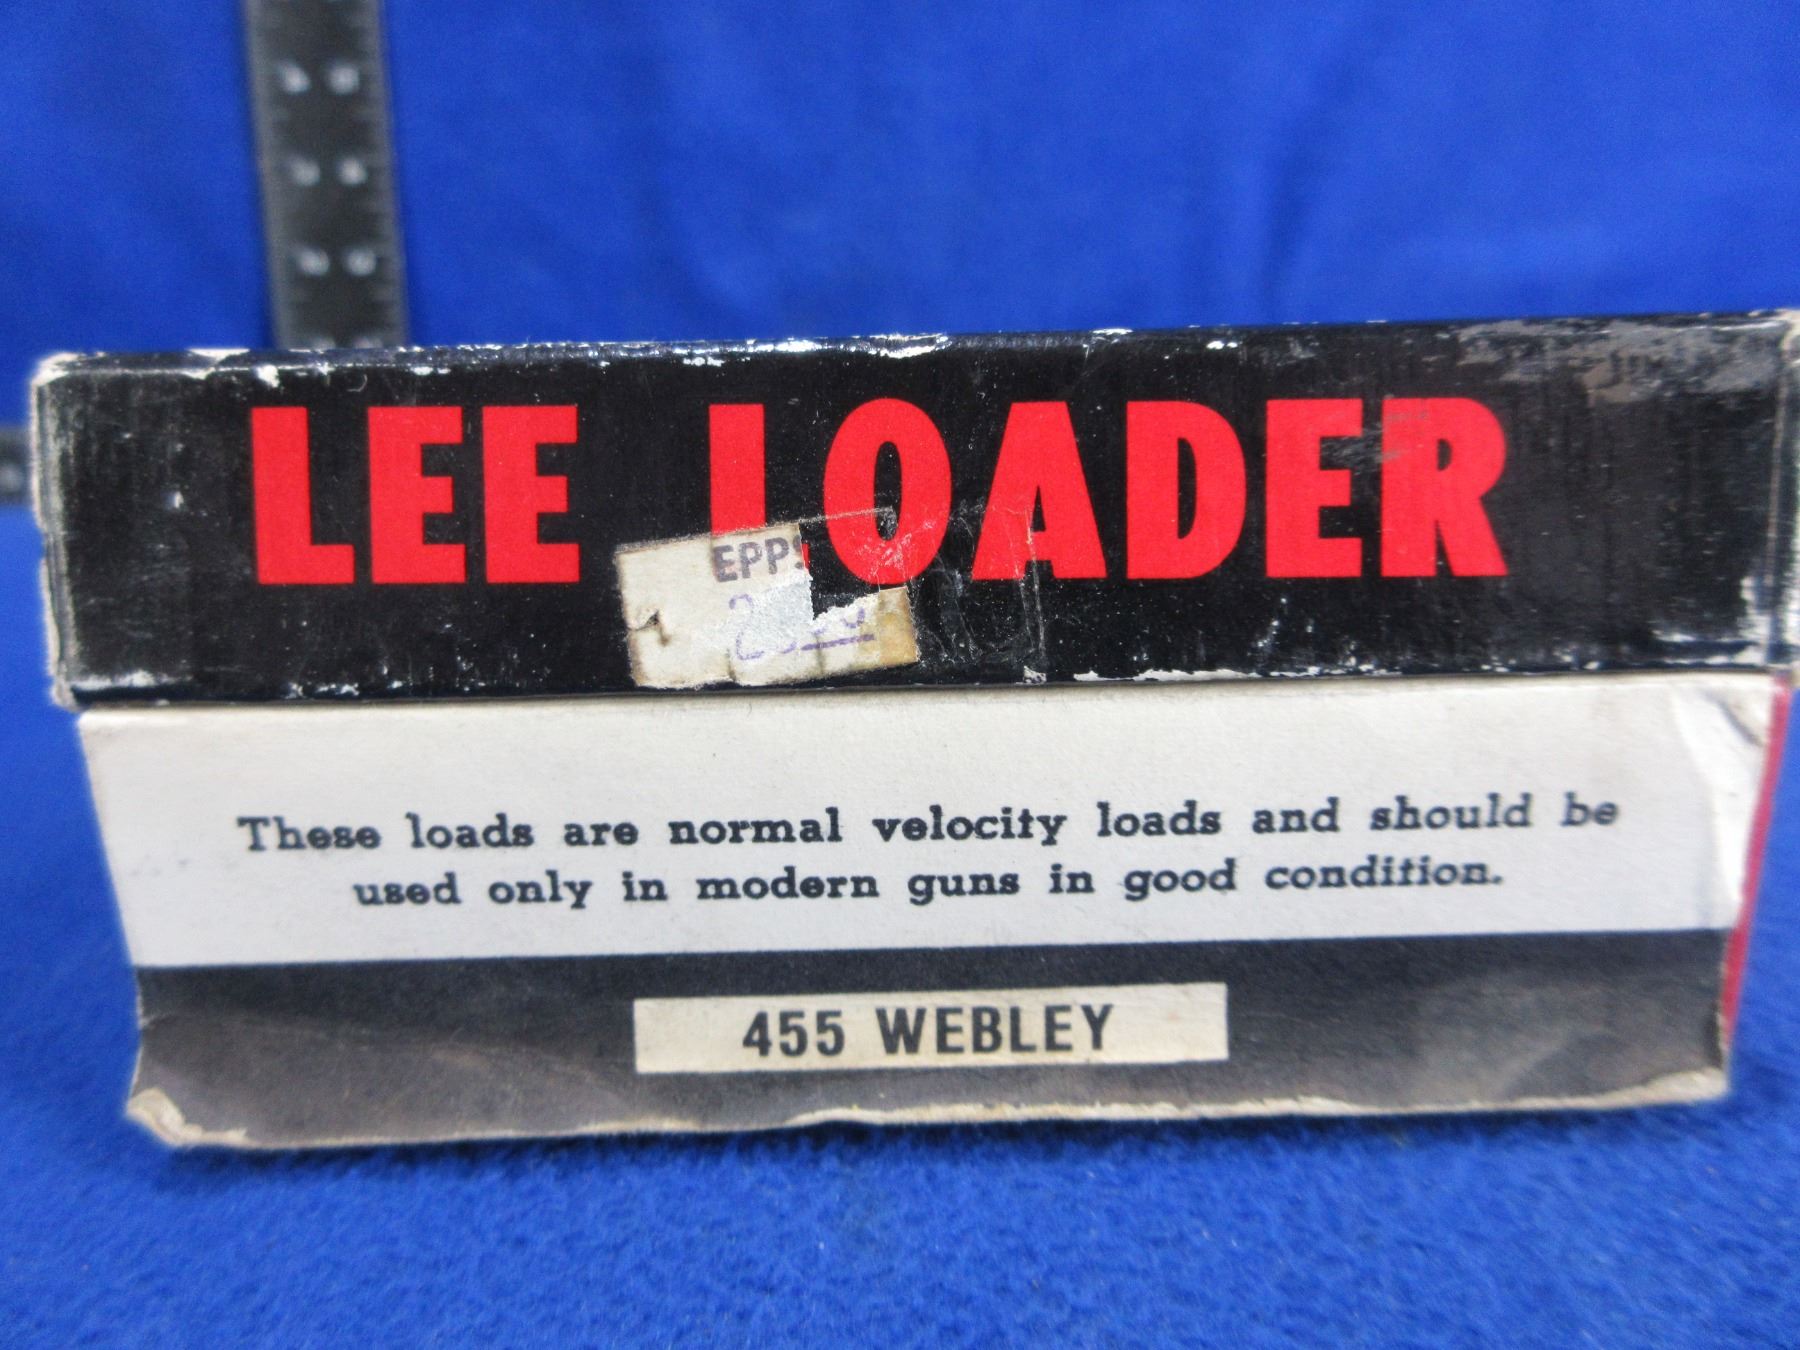 LEE LOADER
EPPS
These loads are normal velocity loads and should be
used only in modern guns in good condition.
455 WEBLEY